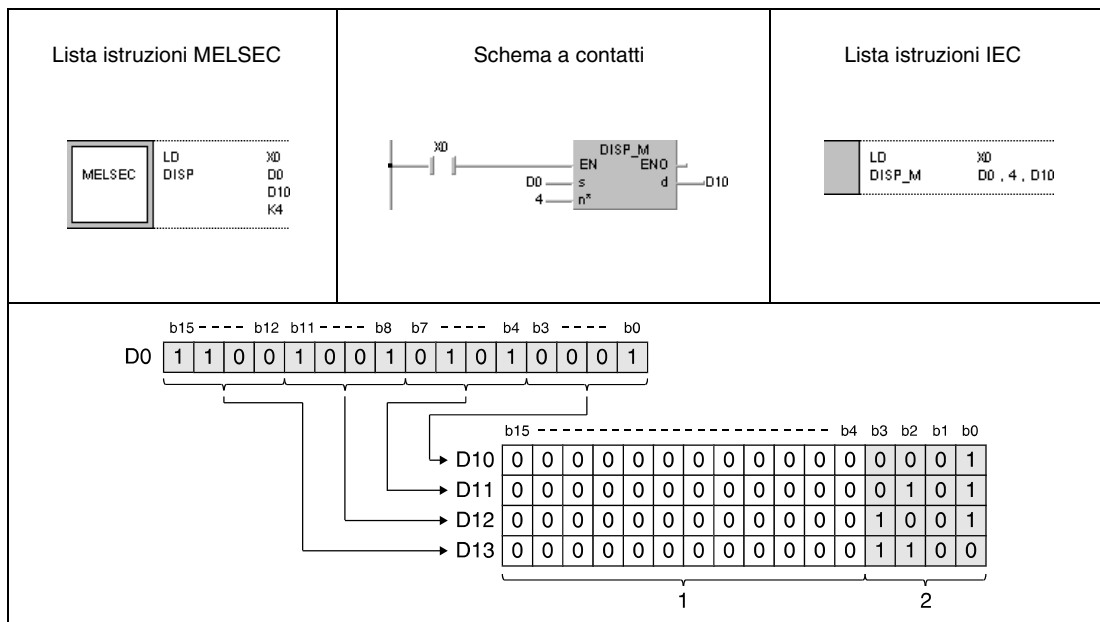 Lista istruzioni MELSEC
Schema a contatti
Lista istruzioni IEC
MELSEC
LD X0
DISP D0
D10
K4
X0
DISP_M
EN ENO
D0 s d D10
4 n*
LD X0
DISP_M D0 , 4 , D10
b15 b12 b11 b8 b7 b4 b3 b0
D0 1 1 0 0 1 0 0 1 0 1 0 1 0 0 0 1
b15 b4 b3 b2 b1 b0
D10 0 0 0 0 0 0 0 0 0 0 0 0 0 0 0 1
D11 0 0 0 0 0 0 0 0 0 0 0 0 0 1 0 1
D12 0 0 0 0 0 0 0 0 0 0 0 0 1 0 0 1
D13 0 0 0 0 0 0 0 0 0 0 0 0 1 1 0 0
1 2